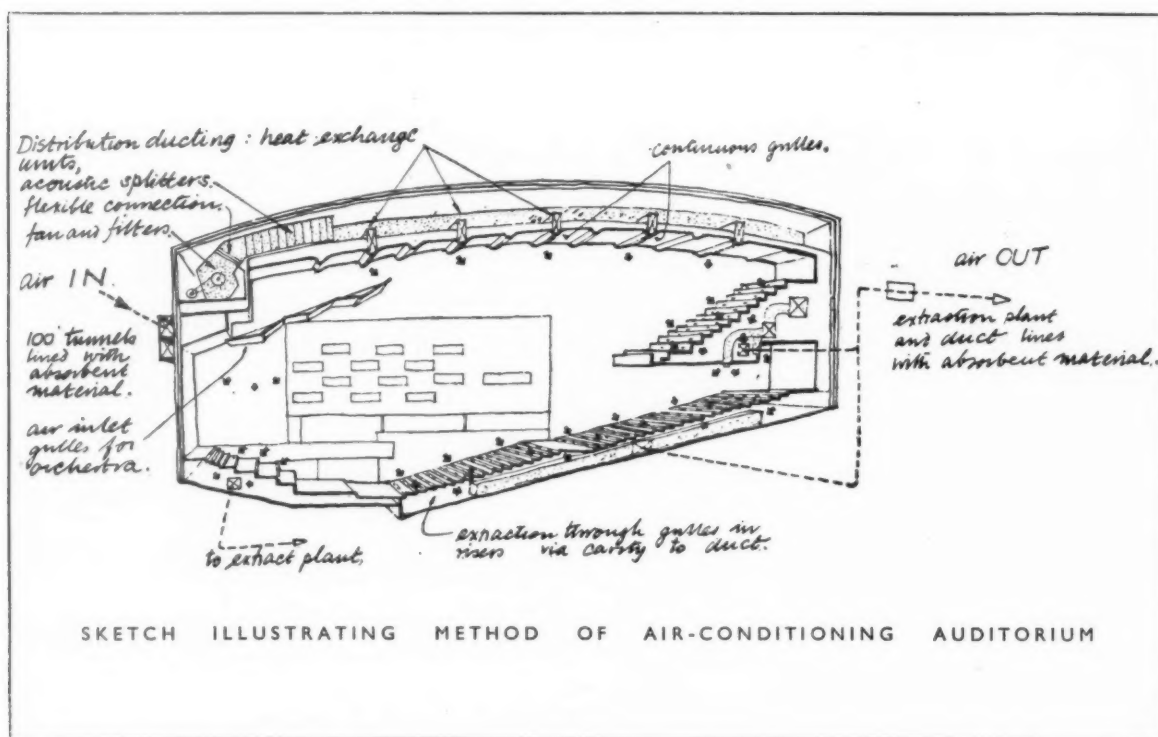 Distribution ducting : heat exchange
units,
acoustic splitters.
flexible connection.
fan and filters.
continuous grilles.
air IN
100' tunnels
lined with
absorbent
material.
air inlet
grilles for
orchestra.
air OUT
extraction plant
and duct lines
with absorbent material.
to extract plant,
extraction through grilles in
risers via cavity to duct.
SKETCH ILLUSTRATING METHOD OF AIR-CONDITIONING AUDITORIUM